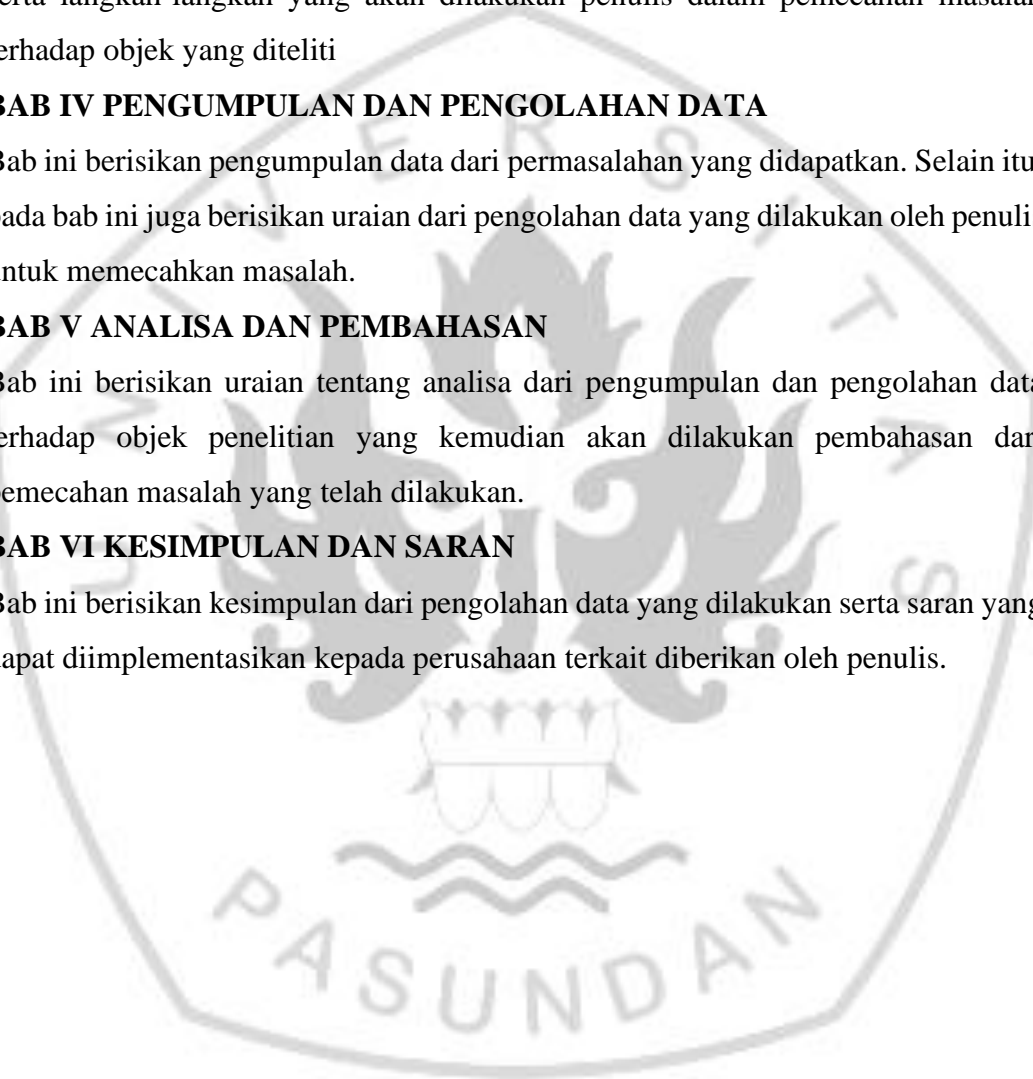 serta langkah-langkah yang akan dilakukan penulis dalam pemecahan masalah
terhadap objek yang diteliti
BAB IV PENGUMPULAN DAN PENGOLAHAN DATA
Bab ini berisikan pengumpulan data dari permasalahan yang didapatkan. Selain itu
pada bab ini juga berisikan uraian dari pengolahan data yang dilakukan oleh penuli
untuk memecahkan masalah.
BAB V ANALISA DAN PEMBAHASAN
Bab ini berisikan uraian tentang analisa dari pengumpulan dan pengolahan data
terhadap objek penelitian yang kemudian akan dilakukan pembahasan dari
pemecahan masalah yang telah dilakukan.
BAB VI KESIMPULAN DAN SARAN
Bab ini berisikan kesimpulan dari pengolahan data yang dilakukan serta saran yang
dapat diimplementasikan kepada perusahaan terkait diberikan oleh penulis.
UNIVERSITAS
PASUNDAN